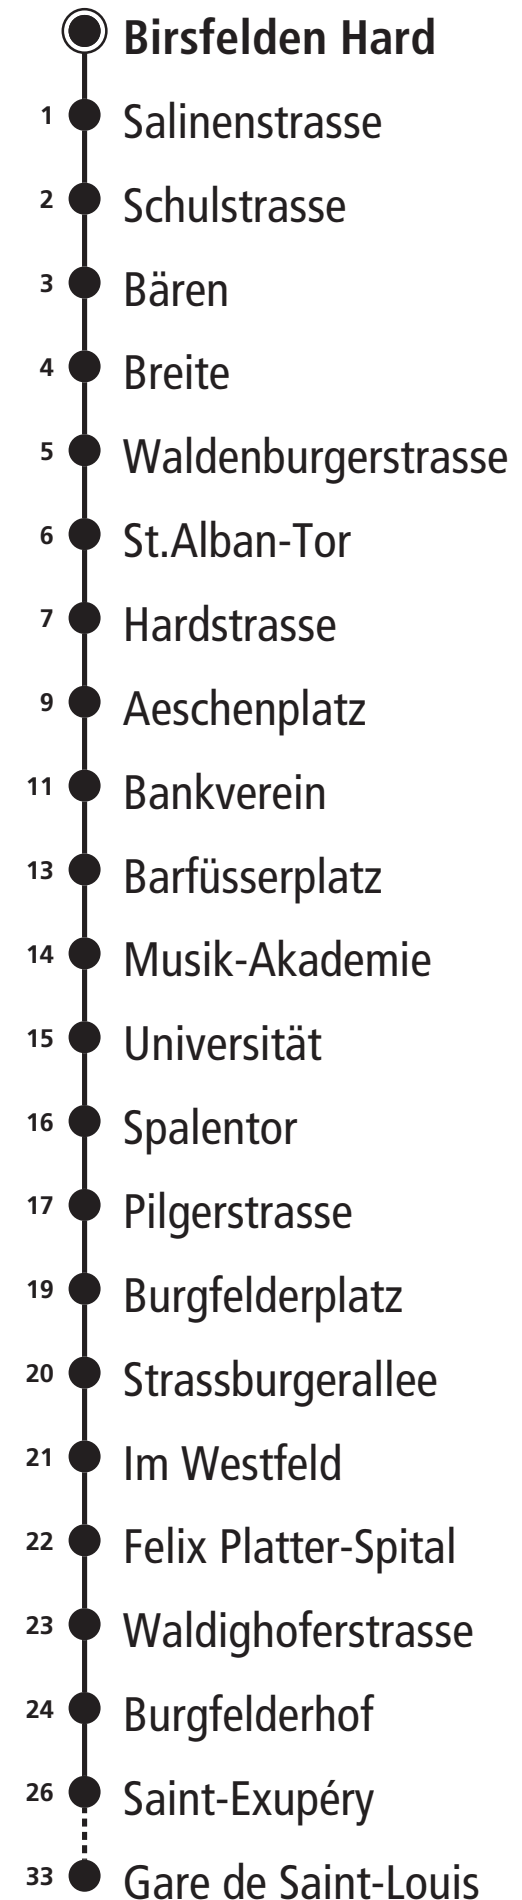 Birsfelden Hard
1 Salinenstrasse
2 Schulstrasse
3 Bären
4 Breite
5 Waldenburgerstrasse
6 St.Alban-Tor
7 Hardstrasse
9 Aeschenplatz
11 Bankverein
13 Barfüsserplatz
14 Musik-Akademie
15 Universität
16 Spalentor
17 Pilgerstrasse
19 Burgfelderplatz
20 Strassburgerallee
21 Im Westfeld
22 Felix Platter-Spital
23 Waldighoferstrasse
24 Burgfelderhof
26 Saint-Exupéry
33 Gare de Saint-Louis